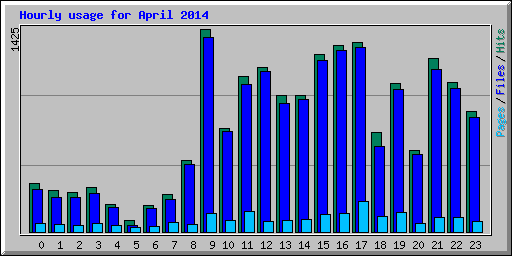 Hourly usage for April 2014
1425
Pages/Files/Hits
0 1 2 3 4 5 6 7 8 9 10 11 12 13 14 15 16 17 18 19 20 21 22 23